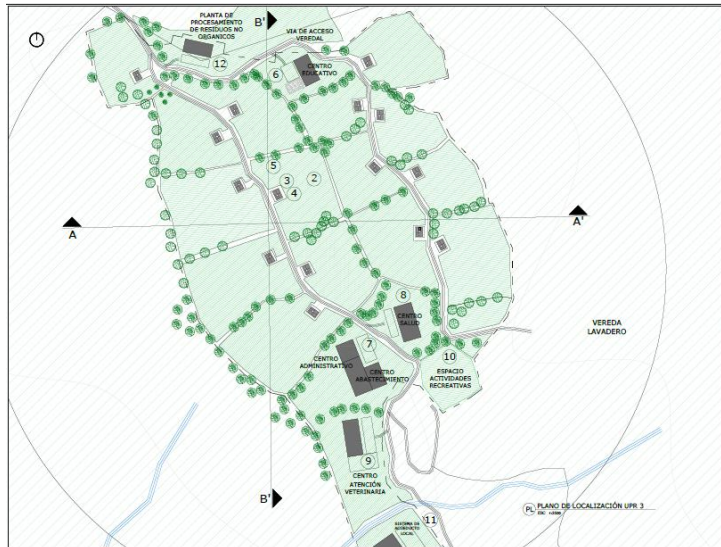 PLANTA DE
PROCESAMIENTO
DE RESIDUOS NO
ORGANICOS
B'
VIA DE ACCESO
VEREDAL
12
6
CENTRO
EDUCATIVO
5
3
2
4
A
A'
8
CENTRO
SALUD
VEREDA
LAVADERO
7
CENTRO
ADMINISTRATIVO
CENTRO
ABASTECIMIENTO
10
ESPACIO
ACTIVIDADES
RECREATIVAS
9
CENTRO
ATENCIÓN
VETERINARIA
B'
PL
PLANO DE LOCALIZACIÓN UPR 3
11
SISTEMA DE
ACUEDUCTO
LOCAL